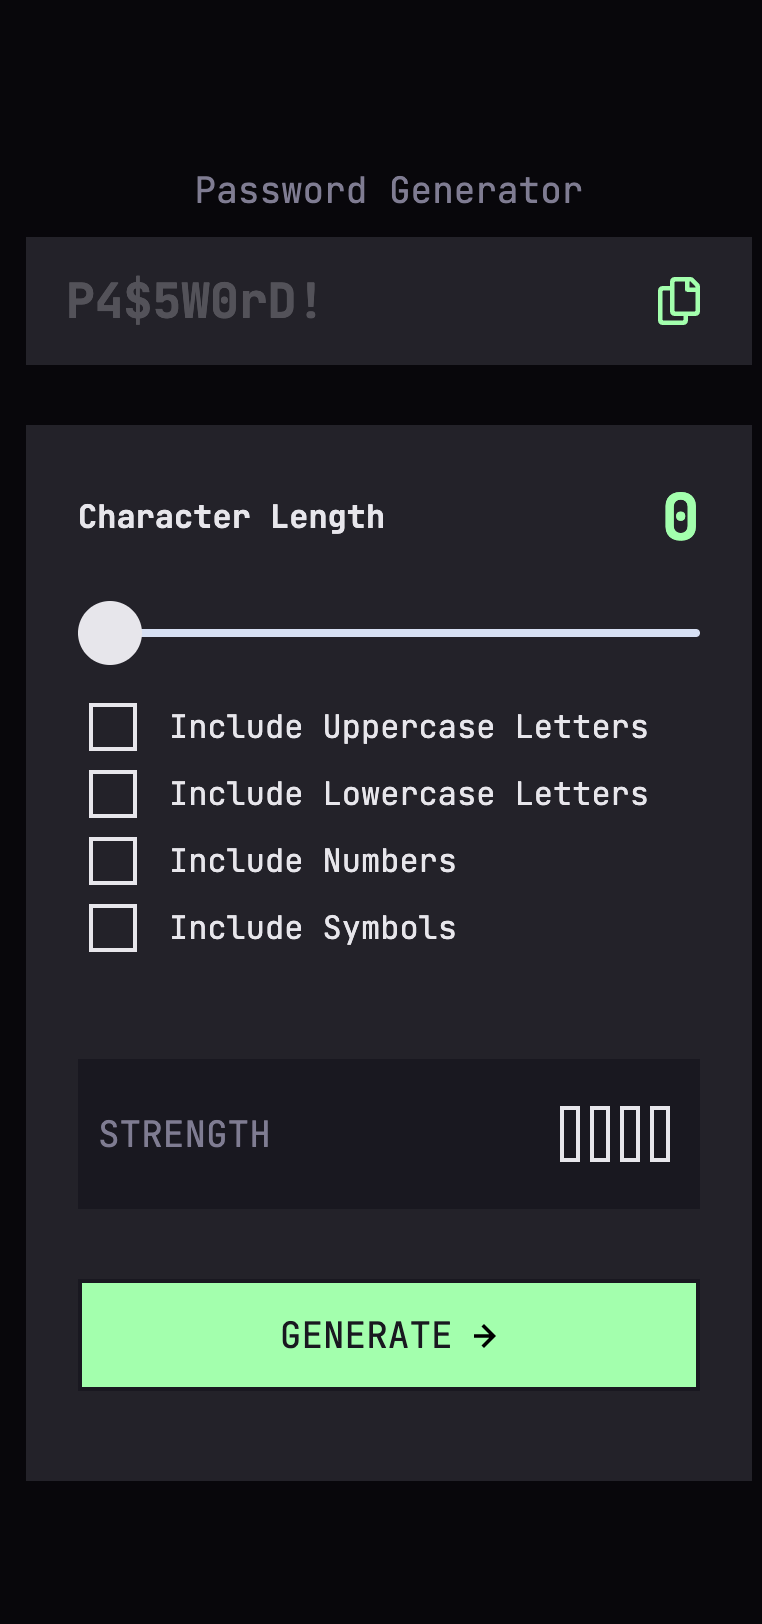 Password Generator
P4$5W0rD!
Character Length 0
Include Uppercase Letters
Include Lowercase Letters
Include Numbers
Include Symbols
STRENGTH
GENERATE →